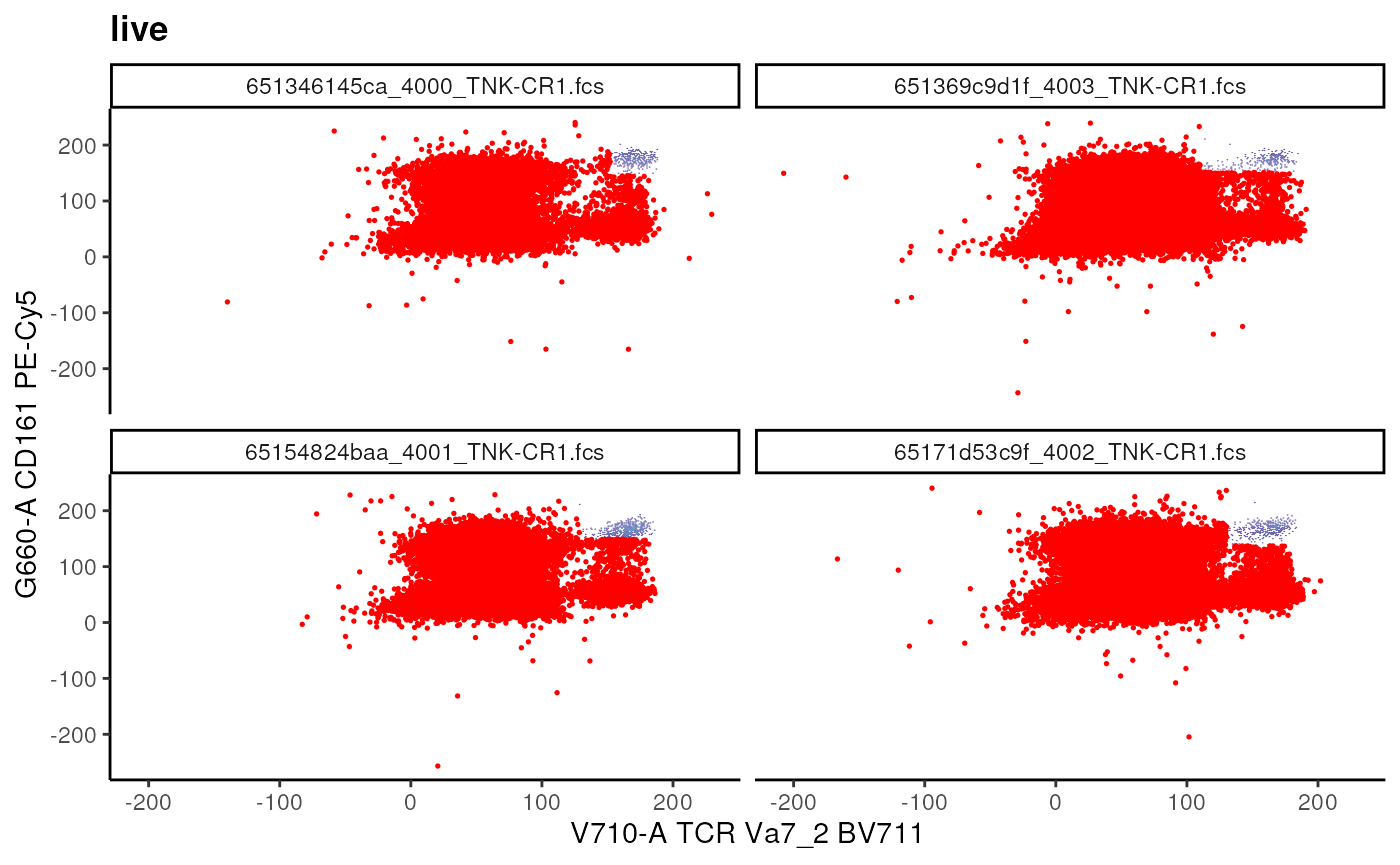 live
651346145ca_4000_TNK-CR1.fcs
651369c9d1f_4003_TNK-CR1.fcs
200
100
0
-100
-200
65154824baa_4001_TNK-CR1.fcs
65171d53c9f_4002_TNK-CR1.fcs
200
100
0
-100
-200
-200
-100
0
100
200
-200
-100
0
100
200
V710-A TCR Va7_2 BV711
G660-A CD161 PE-Cy5